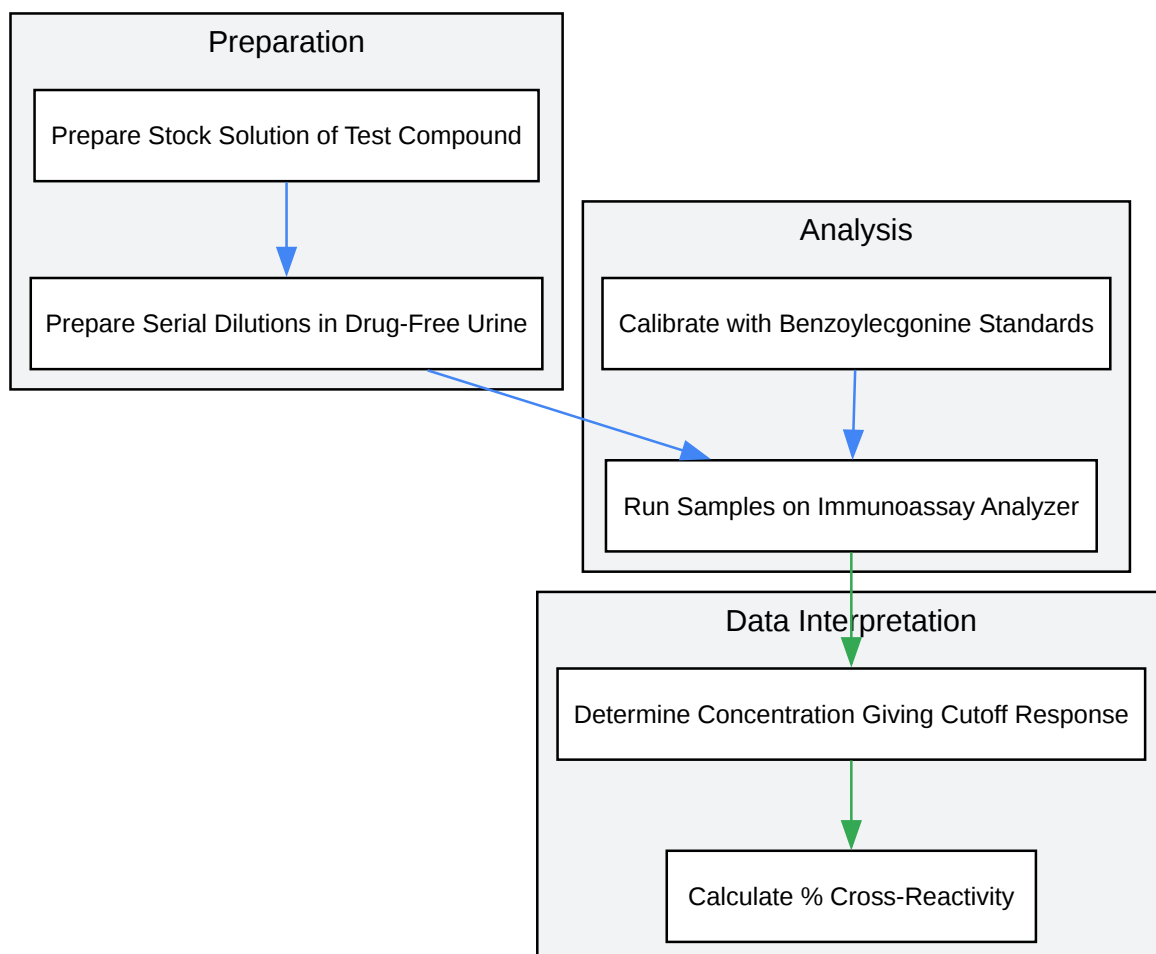 Preparation
Prepare Stock Solution of Test Compound
Prepare Serial Dilutions in Drug-Free Urine
Analysis
Calibrate with Benzoylecgonine Standards
Run Samples on Immunoassay Analyzer
Data Interpretation
Determine Concentration Giving Cutoff Response
Calculate % Cross-Reactivity